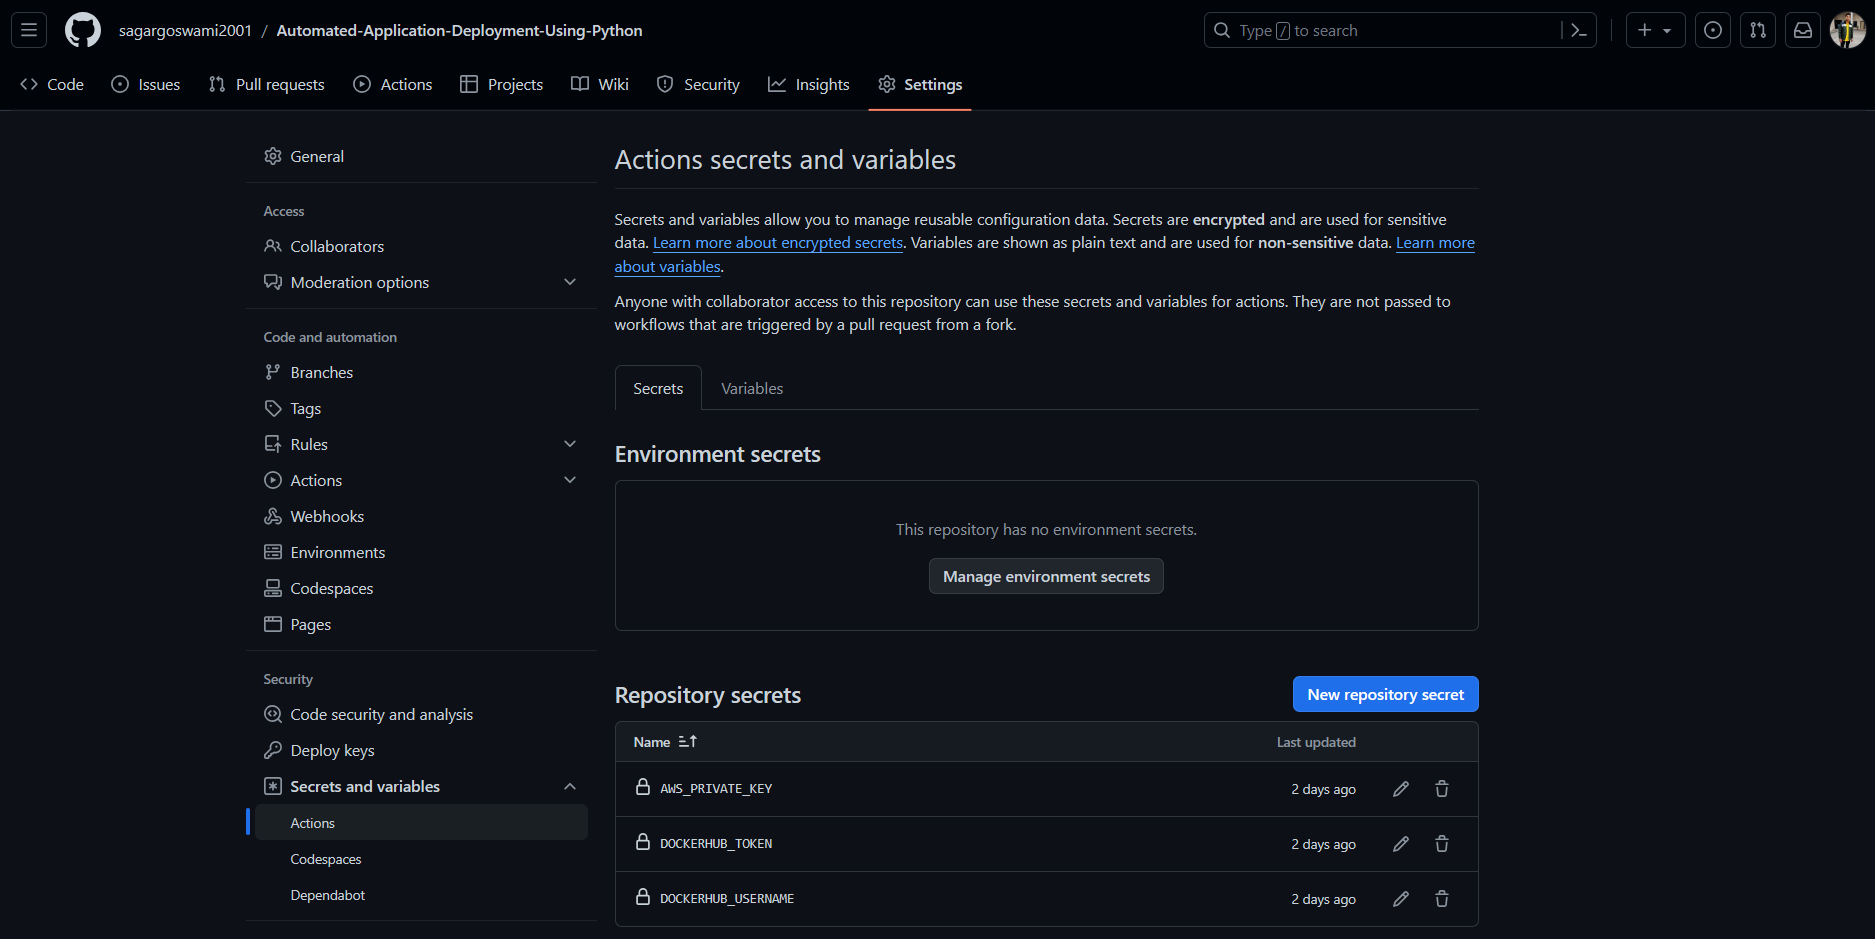 sagargoswami2001 / Automated-Application-Deployment-Using-Python
Type / to search
Code
Issues
Pull requests
Actions
Projects
Wiki
Security
Insights
Settings
General
Access
Collaborators
Moderation options
Code and automation
Branches
Tags
Rules
Actions
Webhooks
Environments
Codespaces
Pages
Security
Code security and analysis
Deploy keys
Secrets and variables
Actions
Codespaces
Dependabot
Actions secrets and variables
Secrets and variables allow you to manage reusable configuration data. Secrets are encrypted and are used for sensitive
data. Learn more about encrypted secrets. Variables are shown as plain text and are used for non-sensitive data. Learn more
about variables.
Anyone with collaborator access to this repository can use these secrets and variables for actions. They are not passed to
workflows that are triggered by a pull request from a fork.
Secrets
Variables
Environment secrets
This repository has no environment secrets.
Manage environment secrets
Repository secrets
New repository secret
Name
Last updated
AWS_PRIVATE_KEY
2 days ago
DOCKERHUB_TOKEN
2 days ago
DOCKERHUB_USERNAME
2 days ago